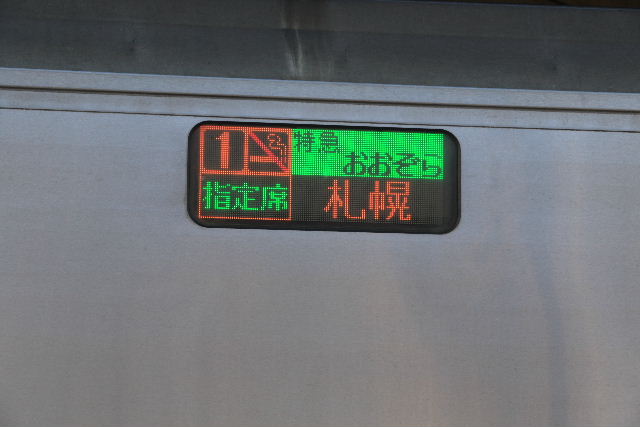 1 特急
おおぞら
指定席 札幌